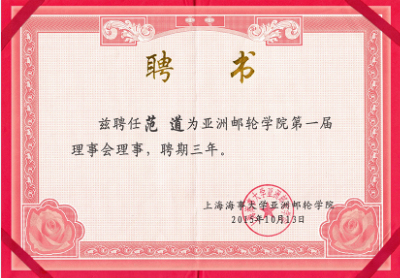 聘 书
兹聘任范 道为亚洲邮轮学院第一届
理事会理事，聘期三年。
上海海事大学亚洲邮轮学院
2015年10月13日